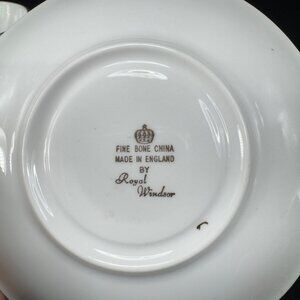 FINE BONE CHINA
MADE IN ENGLAND
BY
Royal
Windsor